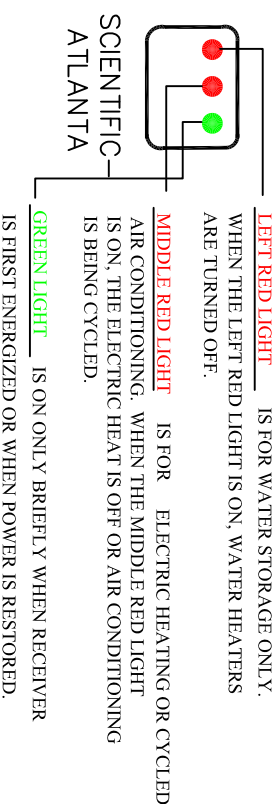 SCIENTIFIC
ATLANTA
LEFT RED LIGHT IS FOR WATER STORAGE ONLY.
WHEN THE LEFT RED LIGHT IS ON, WATER HEATERS
ARE TURNED OFF.
MIDDLE RED LIGHT IS FOR ELECTRIC HEATING OR CYCLED
AIR CONDITIONING. WHEN THE MIDDLE RED LIGHT
IS ON, THE ELECTRIC HEAT IS OFF OR AIR CONDITIONING
IS BEING CYCLED.
GREEN LIGHT IS ON ONLY BRIEFLY WHEN RECEIVER
IS FIRST ENERGIZED OR WHEN POWER IS RESTORED.